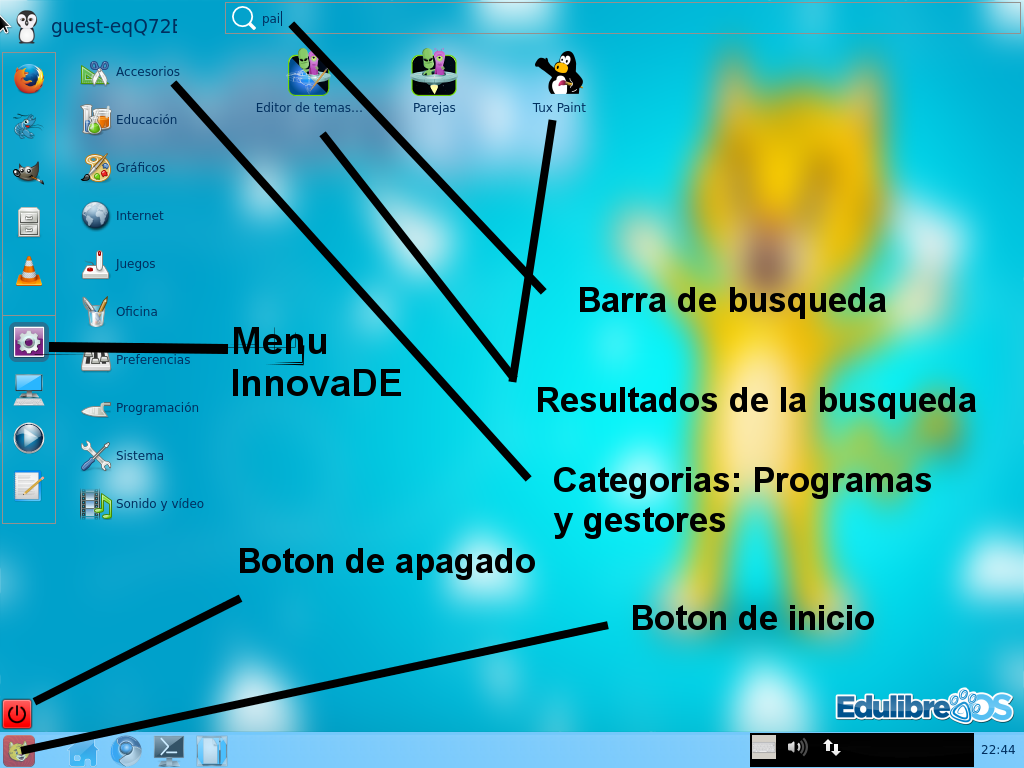 guest-eqQ72E
pai
Editor de temas...
Parejas
Tux Paint
Accesorios
Educación
Gráficos
Internet
Juegos
Oficina
Preferencias
Programación
Sistema
Sonido y vídeo
Barra de busqueda
Menu
InnovaDE
Resultados de la busqueda
Categorias: Programas
y gestores
Boton de apagado
Boton de inicio
EdulibreOS
22:44